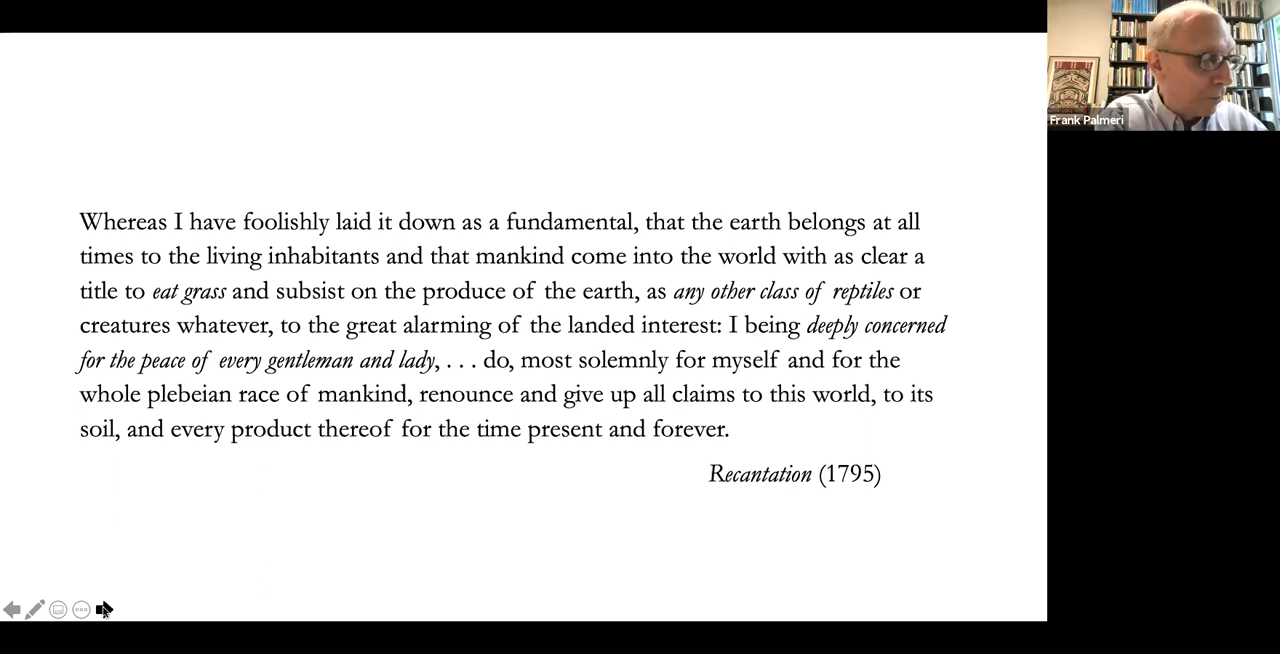 Whereas I have foolishly laid it down as a fundamental, that the earth belongs at all
times to the living inhabitants and that mankind come into the world with as clear a
title to eat grass and subsist on the produce of the earth, as any other class of reptiles or
creatures whatever, to the great alarming of the landed interest: I being deeply concerned
for the peace of every gentleman and lady, . . . do, most solemnly for myself and for the
whole plebeian race of mankind, renounce and give up all claims to this world, to its
soil, and every product thereof for the time present and forever.
Recantation (1795)
Frank Palmeri